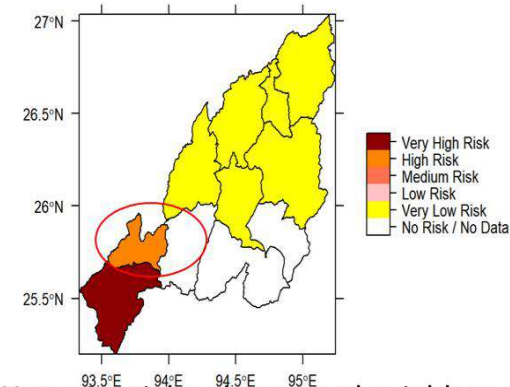 27°N
26.5°N
26°N
25.5°N
93.5°E 94°E 94.5°E 95°E
Very High Risk
High Risk
Medium Risk
Low Risk
Very Low Risk
No Risk / No Data